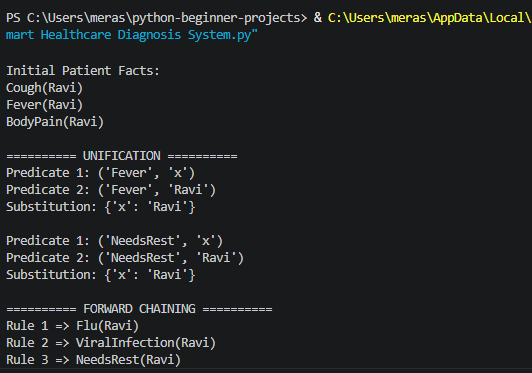 PS C:\Users\meras\python-beginner-projects> & C:\Users\meras\AppData\Local\
mart Healthcare Diagnosis System.py"
Initial Patient Facts:
Cough(Ravi)
Fever(Ravi)
BodyPain(Ravi)
========== UNIFICATION ==========
Predicate 1: ('Fever', 'x')
Predicate 2: ('Fever', 'Ravi')
Substitution: {'x': 'Ravi'}
Predicate 1: ('NeedsRest', 'x')
Predicate 2: ('NeedsRest', 'Ravi')
Substitution: {'x': 'Ravi'}
========== FORWARD CHAINING ==========
Rule 1 => Flu(Ravi)
Rule 2 => ViralInfection(Ravi)
Rule 3 => NeedsRest(Ravi)